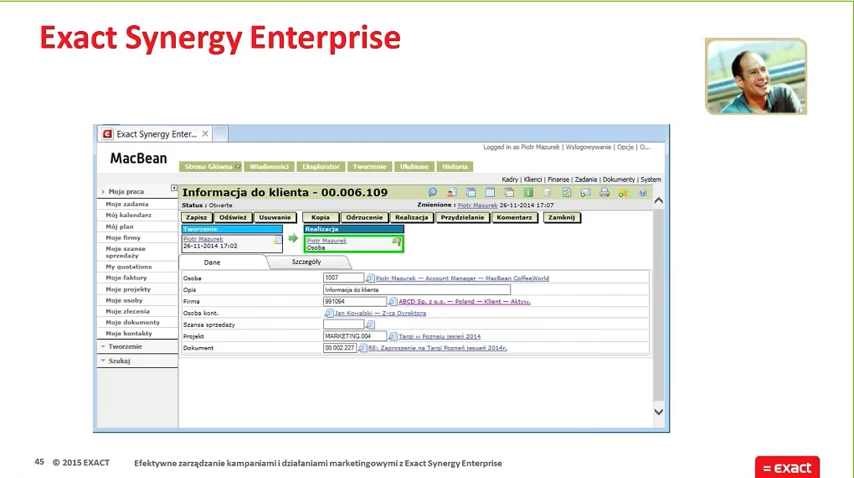 Exact Synergy Enterprise
Exact Synergy Enter...
Logged in as Piotr Mazurek | Wylogowywanie | Opcje | O...
MacBean
Strona Główna Wiadomości Eksplorator Tworzenie Ulubione Historia
Kadry | Klienci | Finanse | Zadania | Dokumenty | System
Moja praca
Moje zadania
Mój kalendarz
Mój plan
Moje firmy
Moje szanse
sprzedaży
My quotations
Moje faktury
Moje projekty
Moje osoby
Moje zlecenia
Moje dokumenty
Moje kontakty
Tworzenie
Szukaj
Informacja do klienta - 00.006.109
Status : Otwarte
Zmienione : Piotr Mazurek 26-11-2014 17:07
Zapisz Odśwież Usuwanie Kopia Odrzucenie Realizacja Przydzielanie Komentarz Zamknij
Tworzenie
Piotr Mazurek
26-11-2014 17:02
Realizacja
Piotr Mazurek
Osoba
Dane Szczegóły
Osoba 1007 Piotr Mazurek — Account Manager — MacBean CoffeeWorld
Opis Informacja do klienta
Firma 991094 ABCD Sp. z o.o. — Poland — Klient — Aktyw.
Osoba kont. Jan Kowalski — Z-ca Dyrektora
Szansa sprzedaży
Projekt MARKETING.004 Targi w Poznaiu jesień 2014
Dokument 00.002.227 RE: Zaproszenie na Targi Poznań jesień 2014r.
45 © 2015 EXACT Efektywne zarządzanie kampaniami i działaniami marketingowymi z Exact Synergy Enterprise
= exact